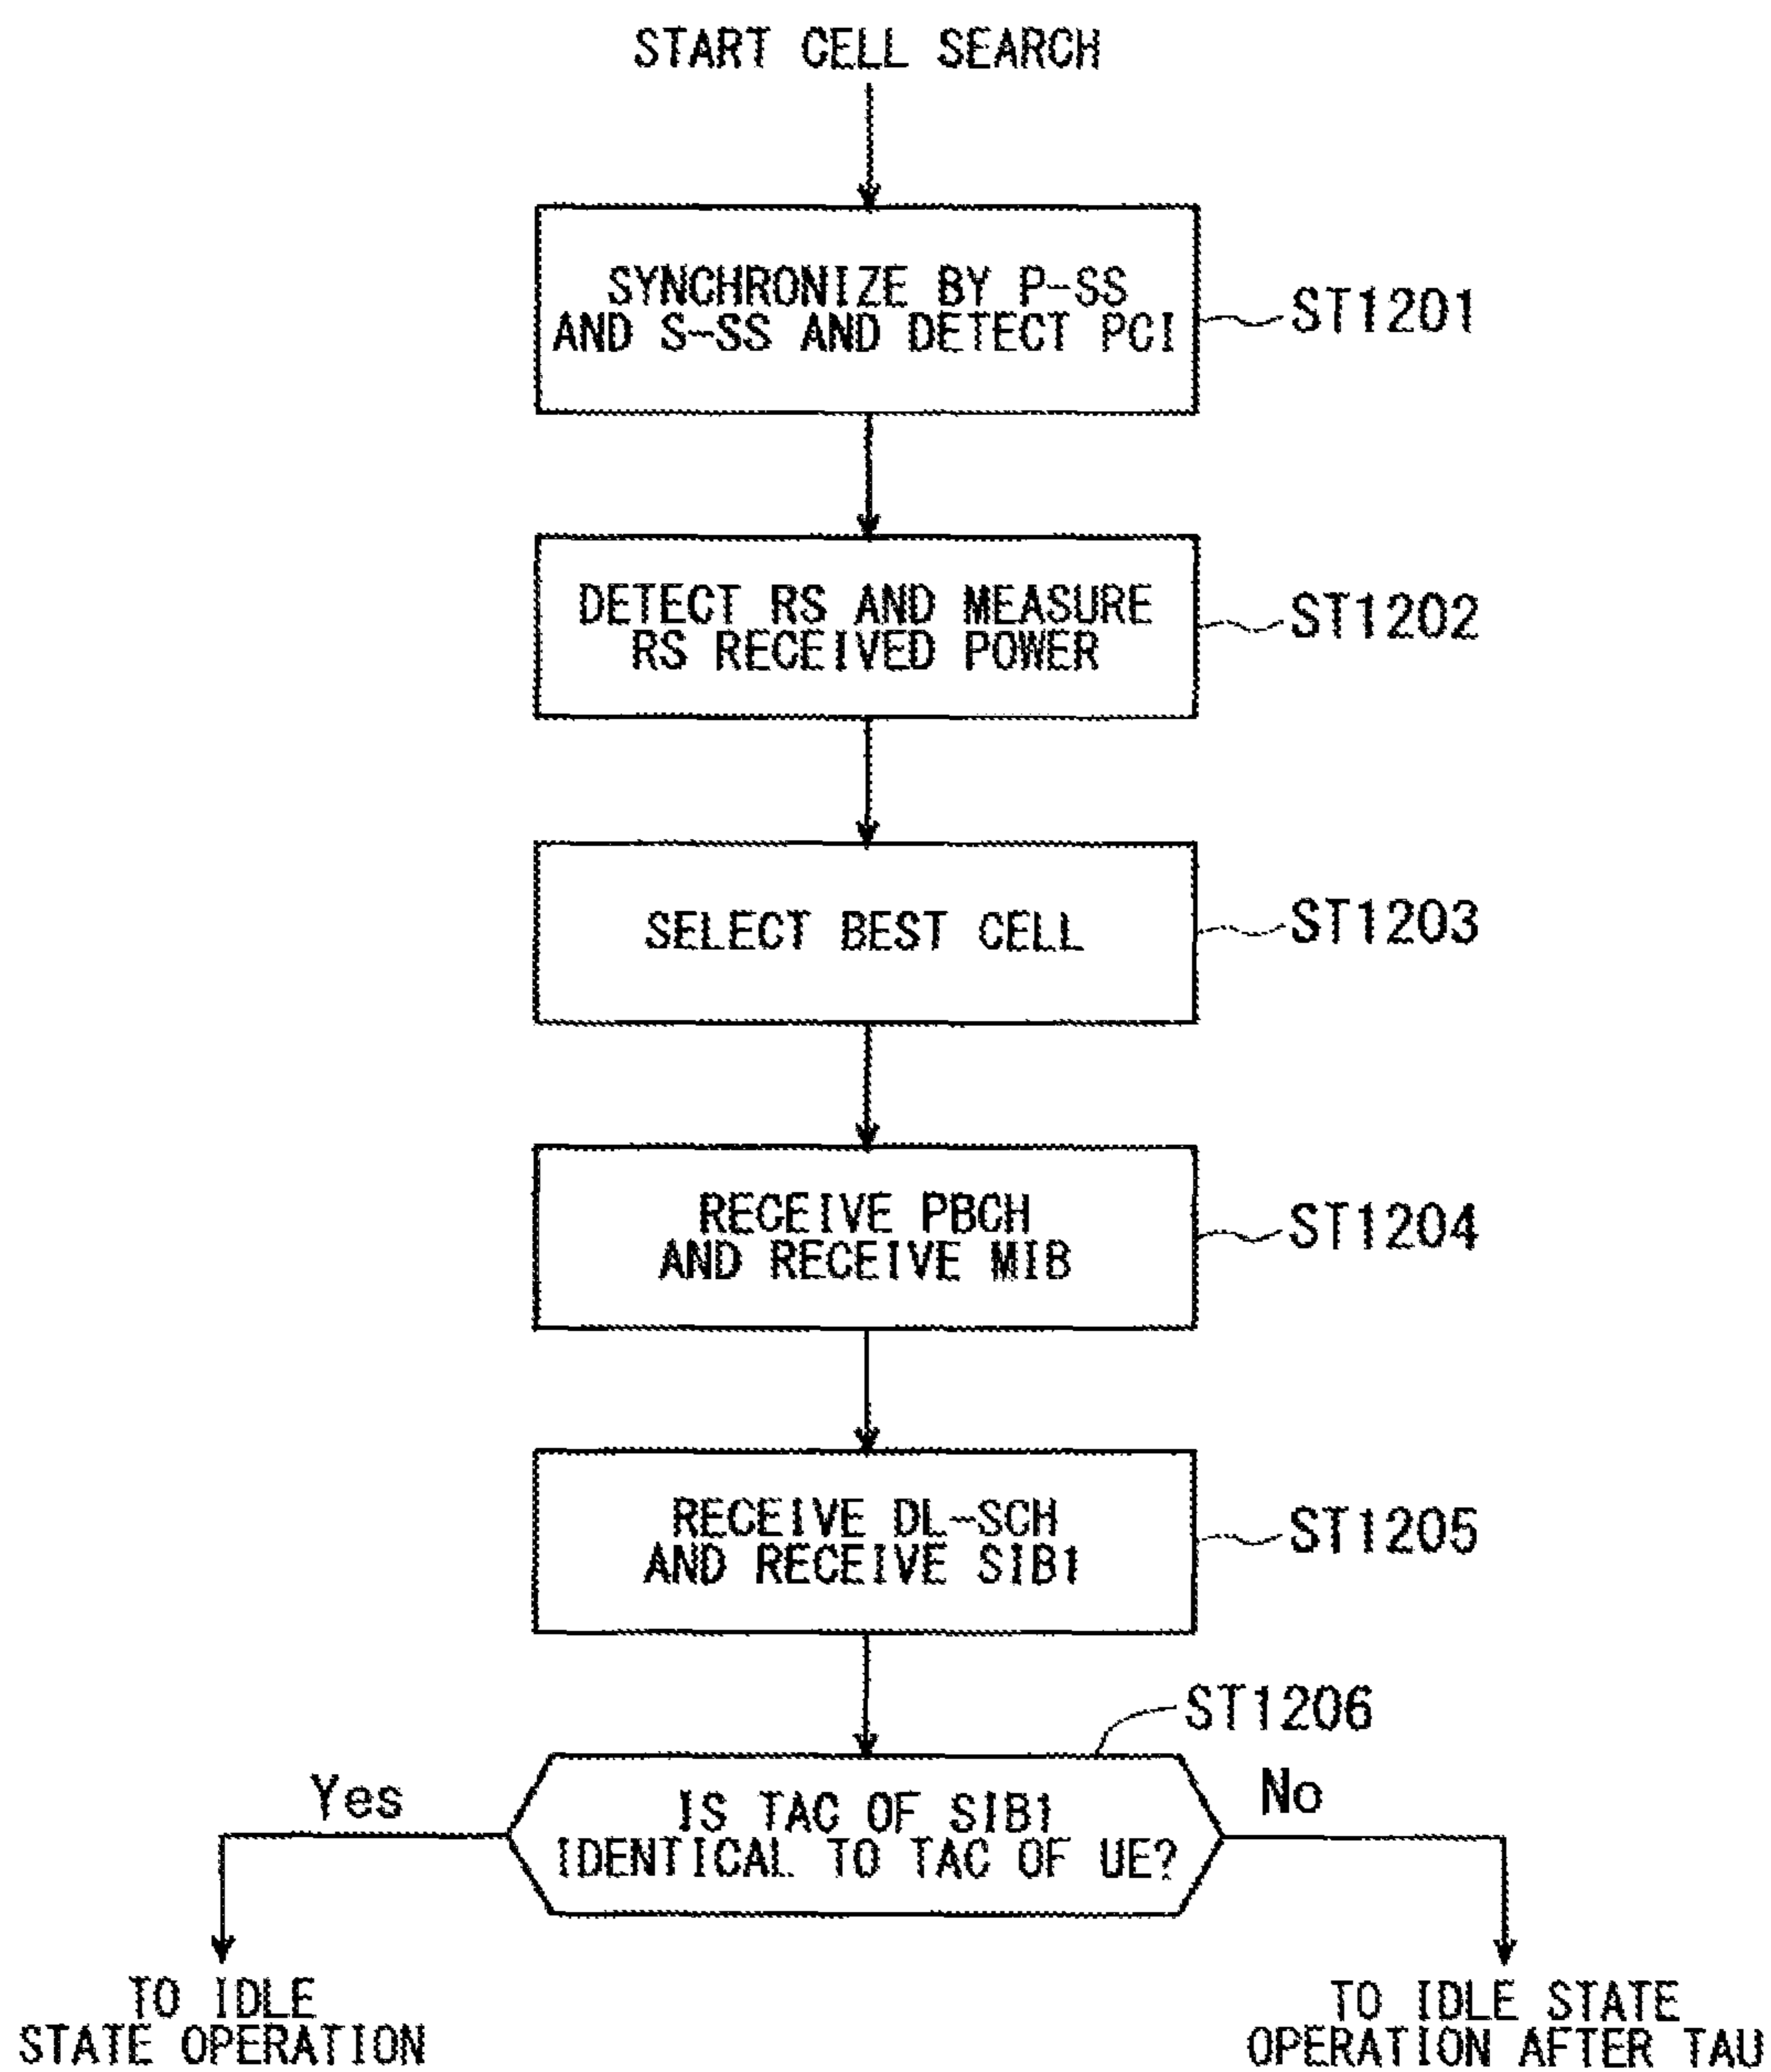 START CELL SEARCH
SYNCHRONIZE BY P-SS
AND S-SS AND DETECT PCI
ST1201
DETECT RS AND MEASURE
RS RECEIVED POWER
ST1202
SELECT BEST CELL
ST1203
RECEIVE PBCH
AND RECEIVE MIB
ST1204
RECEIVE DL-SCH
AND RECEIVE SIB1
ST1205
ST1206
IS TAC OF SIB1
IDENTICAL TO TAC OF UE?
Yes
No
TO IDLE
STATE OPERATION
TO IDLE STATE
OPERATION AFTER TAU